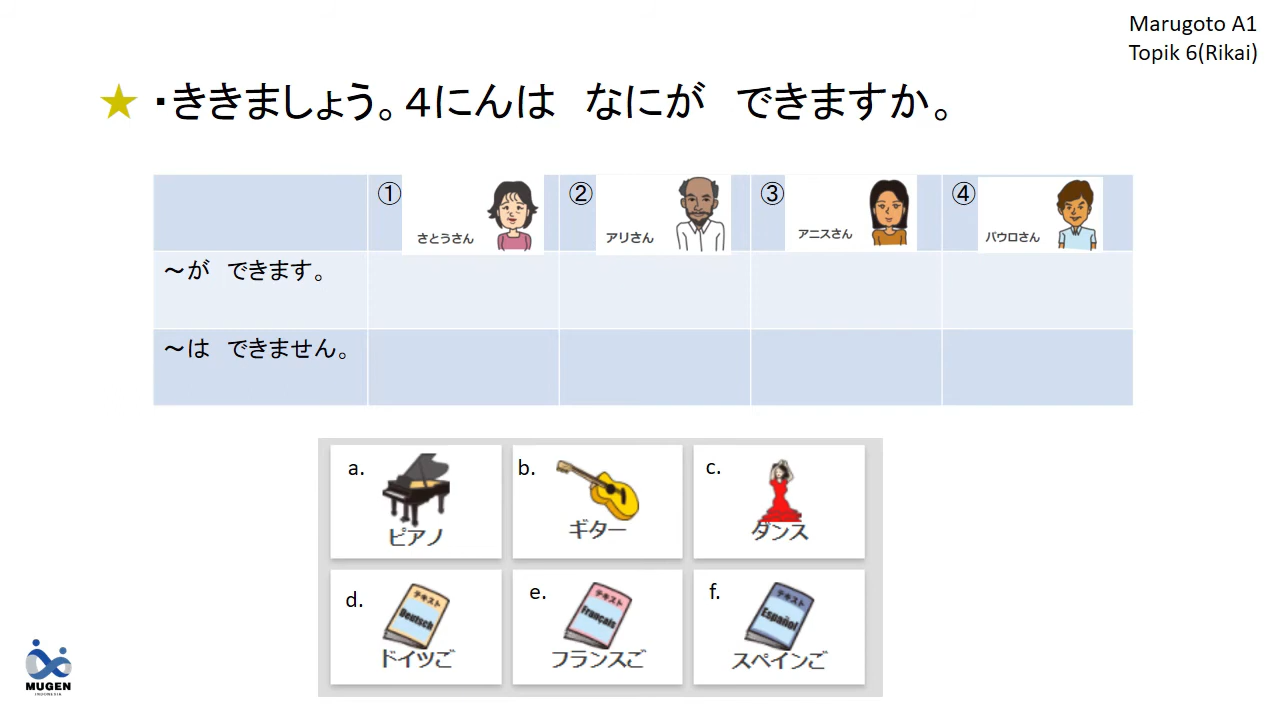 Marugoto A1
Topik 6(Rikai)
★・ききましょう。４にんは　なにが　できますか。
① さとうさん
② アリさん
③ アニスさん
④ パウロさん
～が　できます。
～は　できません。
a. ピアノ
b. ギター
c. ダンス
d. テキスト Deutsch ドイツご
e. テキスト Français フランスご
f. テキスト Español スペインご
MUGEN
INDONESIA